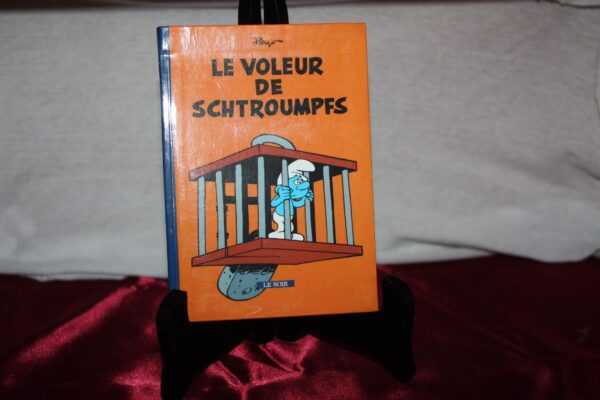 Peyo
LE VOLEUR
DE
SCHTROUMPFS
LE SOIR